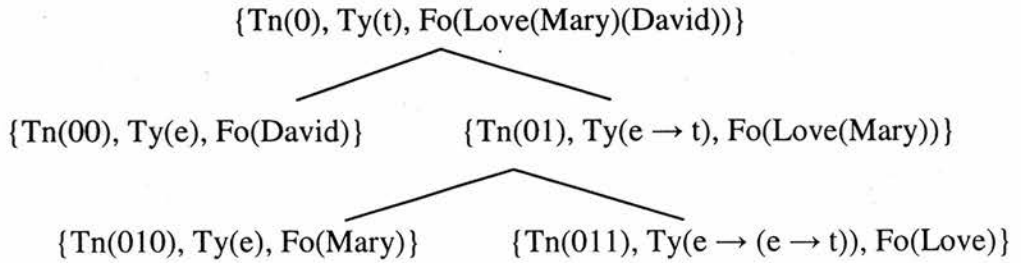 {Tn(0), Ty(t), Fo(Love(Mary)(David))}
{Tn(00), Ty(e), Fo(David)} {Tn(01), Ty(e → t), Fo(Love(Mary))}
{Tn(010), Ty(e), Fo(Mary)} {Tn(011), Ty(e → (e → t)), Fo(Love)}